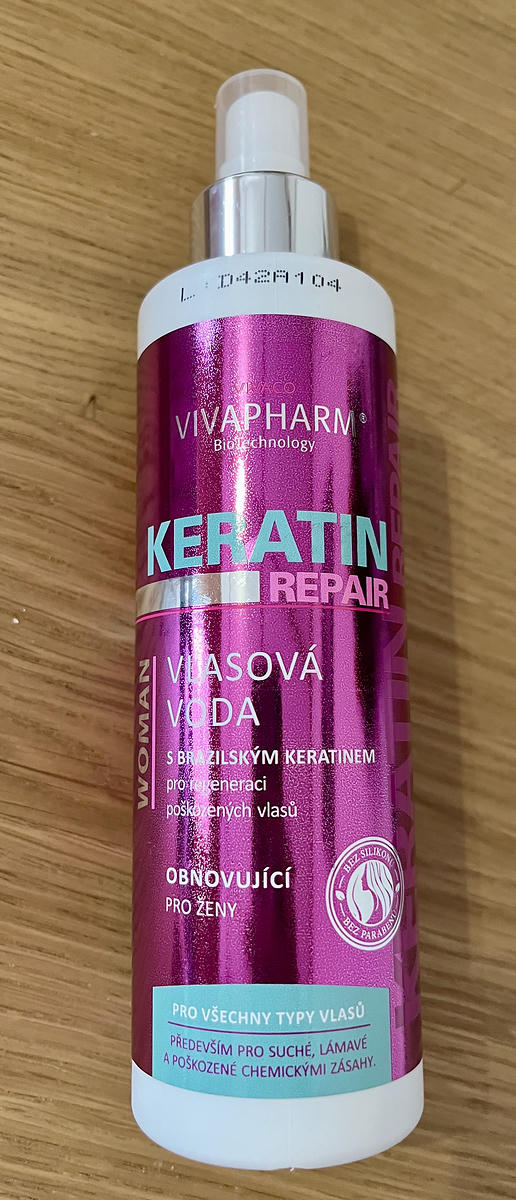 L:D42A104
VIVACO
VIVAPHARM®
BioTechnology
KERATIN
REPAIR
WOMAN
VLASOVÁ
VODA
S BRAZILSKÝM KERATINEM
pro regeneraci
poškozených vlasů
OBNOVUJÍCÍ
PRO ŽENY
BEZ SILIKONU
BEZ PARABENŮ
PRO VŠECHNY TYPY VLASŮ
PŘEDEVŠÍM PRO SUCHÉ, LÁMAVÉ
A POŠKOZENÉ CHEMICKÝMI ZÁSAHY.
KERATIN REPAIR